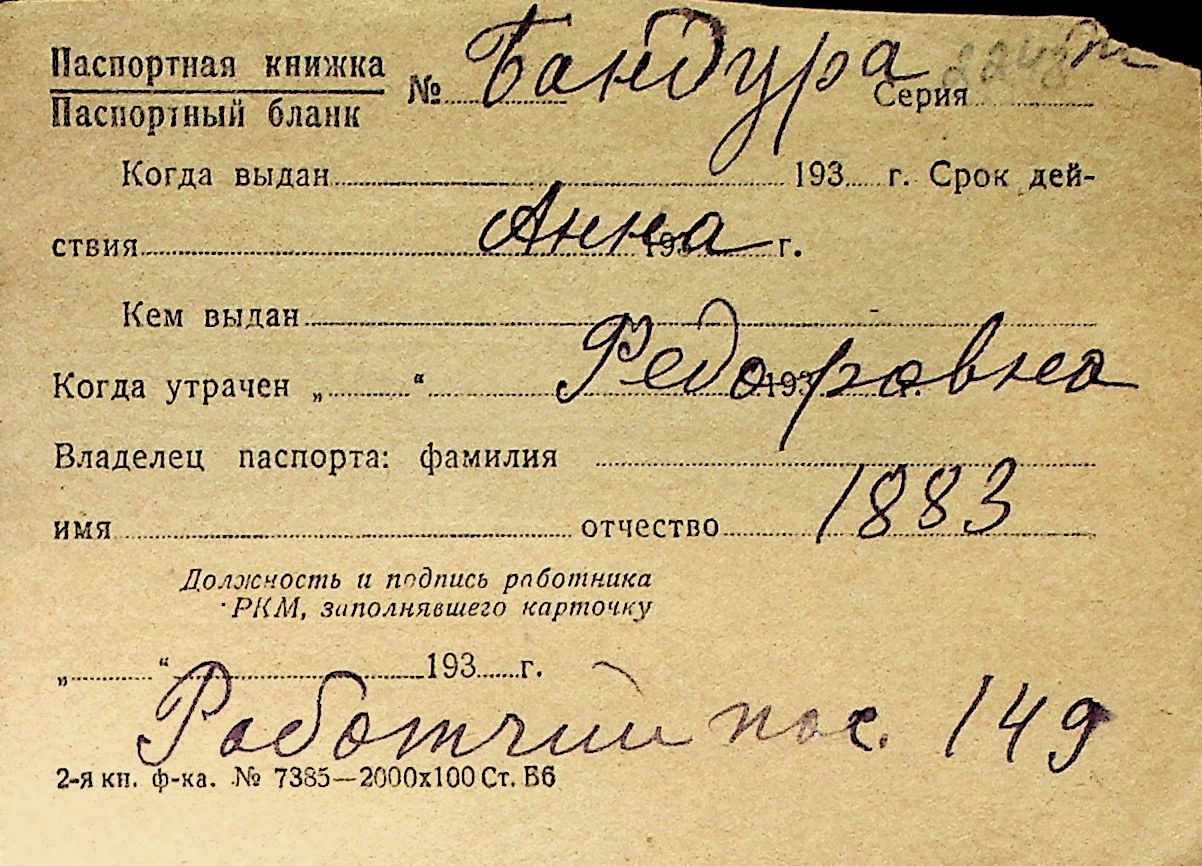 Паспортная книжка
Паспортный бланк
№ Бандура Серия
Когда выдан 193 г. Срок дей-
ствия Анна 193 г.
Кем выдан
Когда утрачен „ “ Федоровна 193 г.
Владелец паспорта: фамилия
имя отчество 1883
Должность и подпись работника
РКМ, заполнявшего карточку
„ “ 193 г.
Работчий пос. 149
2-я кн. ф-ка. № 7385—2000х100 Ст. Б6